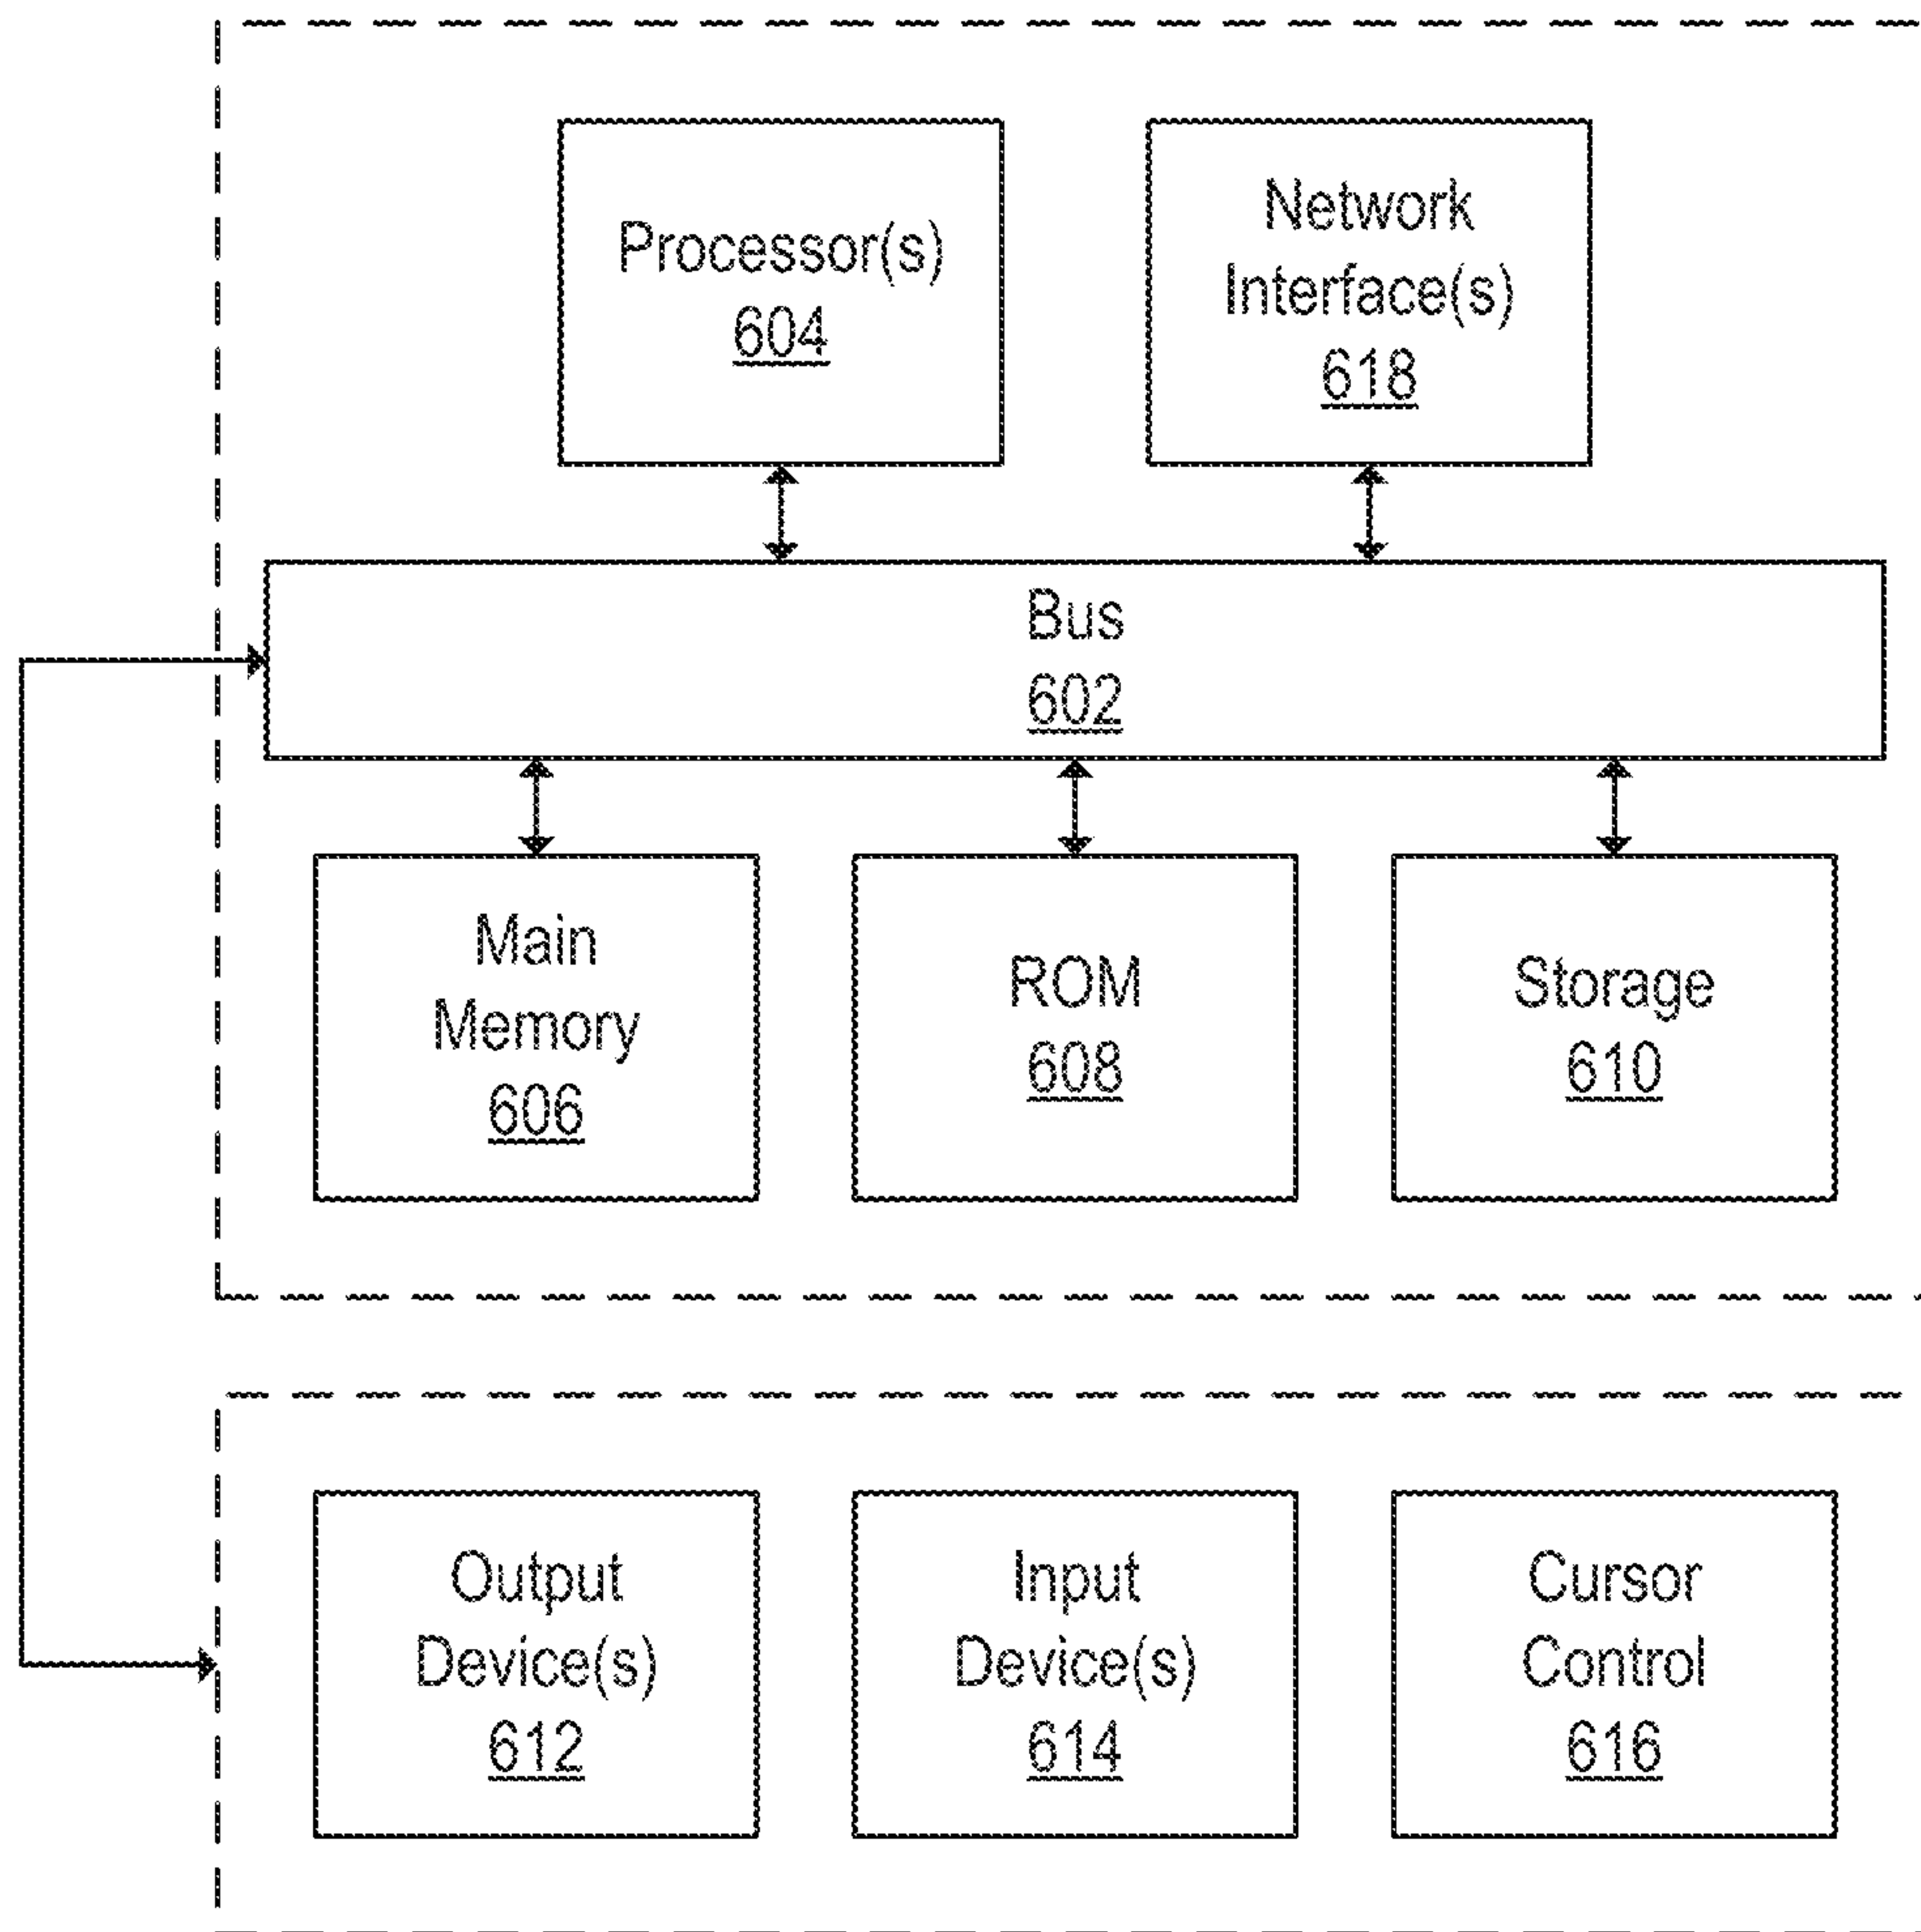 Processor(s)
604
Network
Interface(s)
618
Bus
602
Main
Memory
606
ROM
608
Storage
610
Output
Device(s)
612
Input
Device(s)
614
Cursor
Control
616